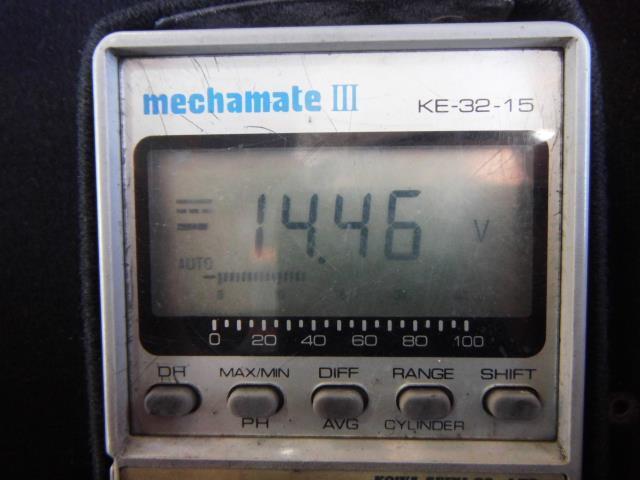 mechamate III KE-32-15
14.46 V
AUTO
0 20 40 60 80 100
DH MAX/MIN DIFF RANGE SHIFT
PH AVG CYLINDER